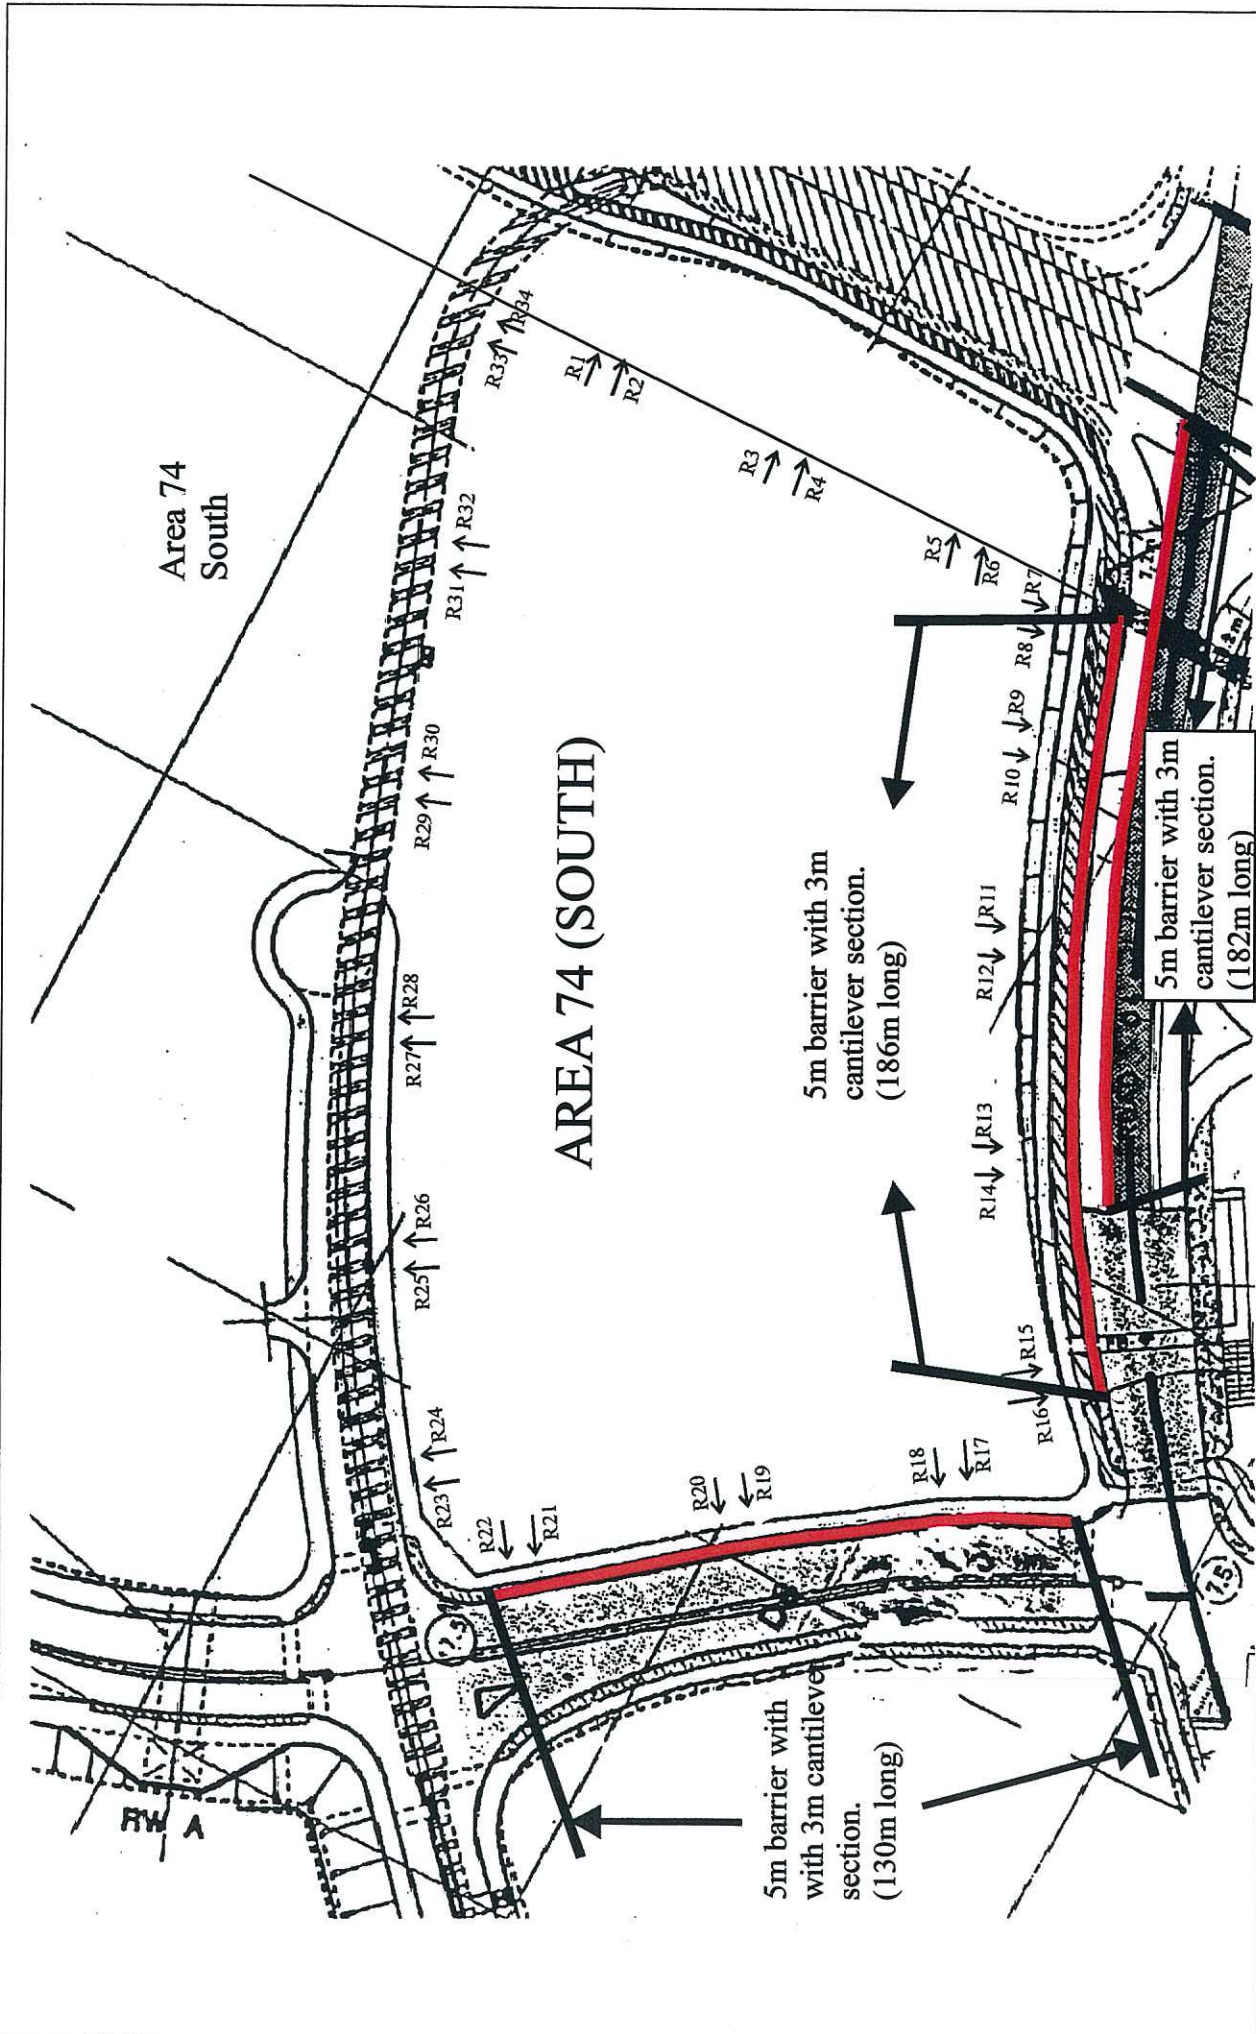 Area 74
South
AREA 74 (SOUTH)
R1
R2
R3
R4
R5
R6
R7
R8
R9
R10
R11
R12
R13
R14
R15
R16
R17
R18
R19
R20
R21
R22
R23
R24
R25
R26
R27
R28
R29
R30
R31
R32
R33
R34
5m barrier with 3m
cantilever section.
(186m long)
5m barrier with 3m
cantilever section.
(182m long)
5m barrier with
with 3m cantilever
section.
(130m long)
RW A
(7.5)
7.2m